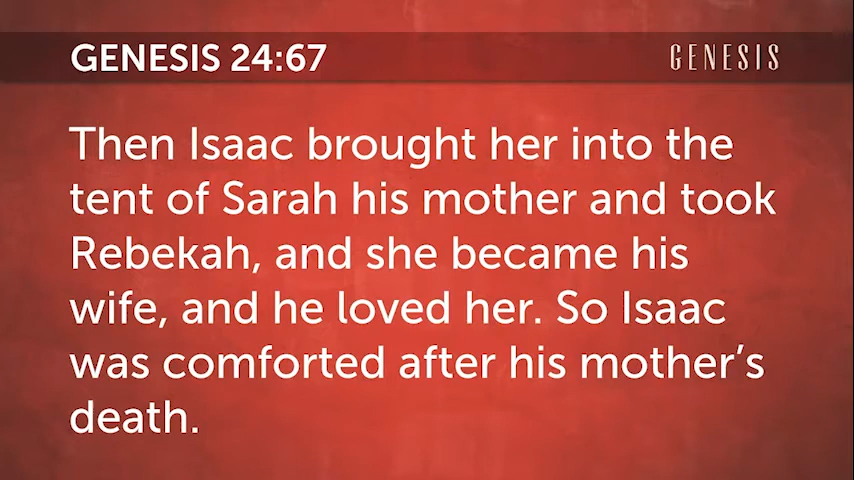 GENESIS 24:67
GENESIS
Then Isaac brought her into the
tent of Sarah his mother and took
Rebekah, and she became his
wife, and he loved her. So Isaac
was comforted after his mother’s
death.